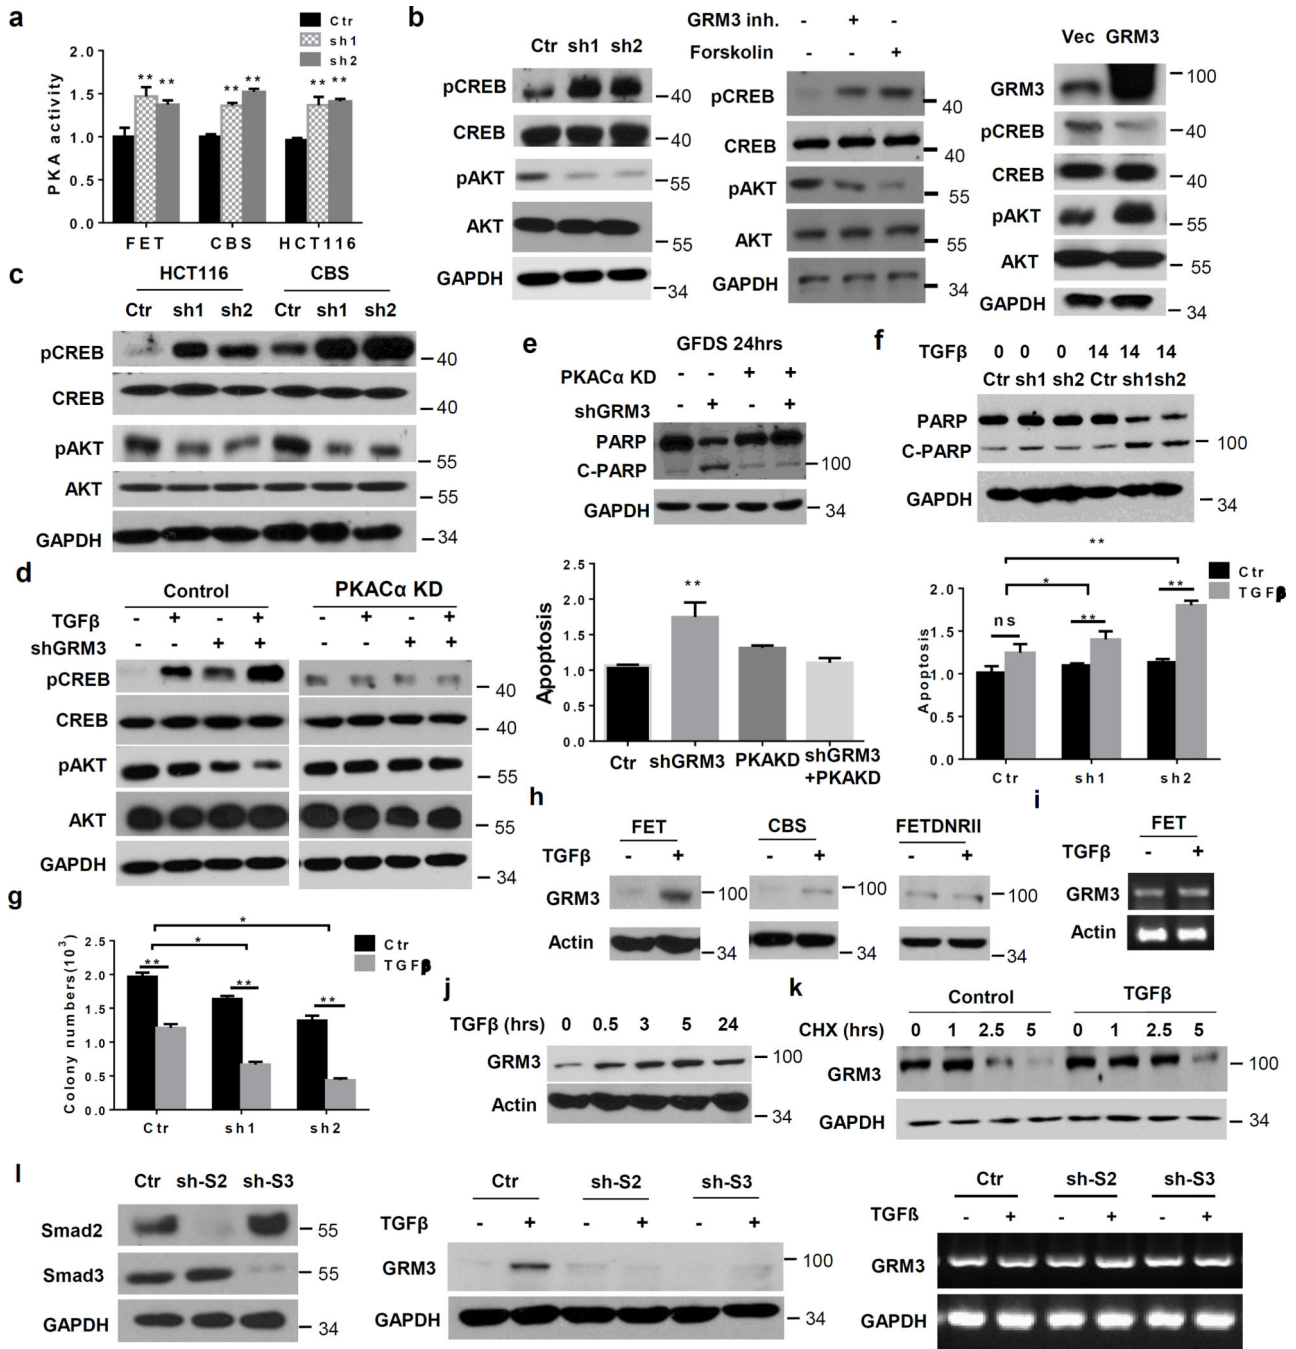 a
Ctr
sh1
sh2
PKA activity
2.0
1.5
1.0
0.5
0.0
** ** ** ** ** **
FET CBS HCT116
b
Ctr sh1 sh2
pCREB 40
CREB 40
pAKT 55
AKT 55
GAPDH 34
GRM3 inh. - + -
Forskolin - - +
pCREB 40
CREB 40
pAKT 55
AKT 55
GAPDH 34
Vec GRM3
GRM3 100
pCREB 40
CREB 40
pAKT 55
AKT 55
GAPDH 34
c
HCT116 CBS
Ctr sh1 sh2 Ctr sh1 sh2
pCREB 40
CREB 40
pAKT 55
AKT 55
GAPDH 34
d
Control PKACα KD
TGFβ - + - + - + - +
shGRM3 - - + + - - + +
pCREB 40
CREB 40
pAKT 55
AKT 55
GAPDH 34
e
GFDS 24hrs
PKACα KD - - + +
shGRM3 - + - +
PARP
C-PARP 100
GAPDH 34
Apoptosis
2.5
2.0
1.5
1.0
0.5
0.0
**
Ctr shGRM3 PKAKD shGRM3
+PKAKD
f
TGFβ 0 0 0 14 14 14
Ctr sh1 sh2 Ctr sh1 sh2
PARP
C-PARP 100
GAPDH 34
Ctr
TGFβ
Apoptosis
2.0
1.5
1.0
0.5
0.0
**
*
ns ** **
Ctr sh1 sh2
g
Ctr
TGFβ
Colony numbers(10³)
2.5
2.0
1.5
1.0
0.5
0.0
*
*
** ** **
Ctr sh1 sh2
h
FET CBS FETDNRII
TGFβ - + - + - +
GRM3 100 100 100
Actin 34 34 34
i
FET
TGFβ - +
GRM3
Actin
j
TGFβ (hrs) 0 0.5 3 5 24
GRM3 100
Actin 34
k
Control TGFβ
CHX (hrs) 0 1 2.5 5 0 1 2.5 5
GRM3 100
GAPDH 34
l
Ctr sh-S2 sh-S3
Smad2 55
Smad3 55
GAPDH 34
Ctr sh-S2 sh-S3
TGFβ - + - + - +
GRM3 100
GAPDH 34
Ctr sh-S2 sh-S3
TGFß - + - + - +
GRM3
GAPDH